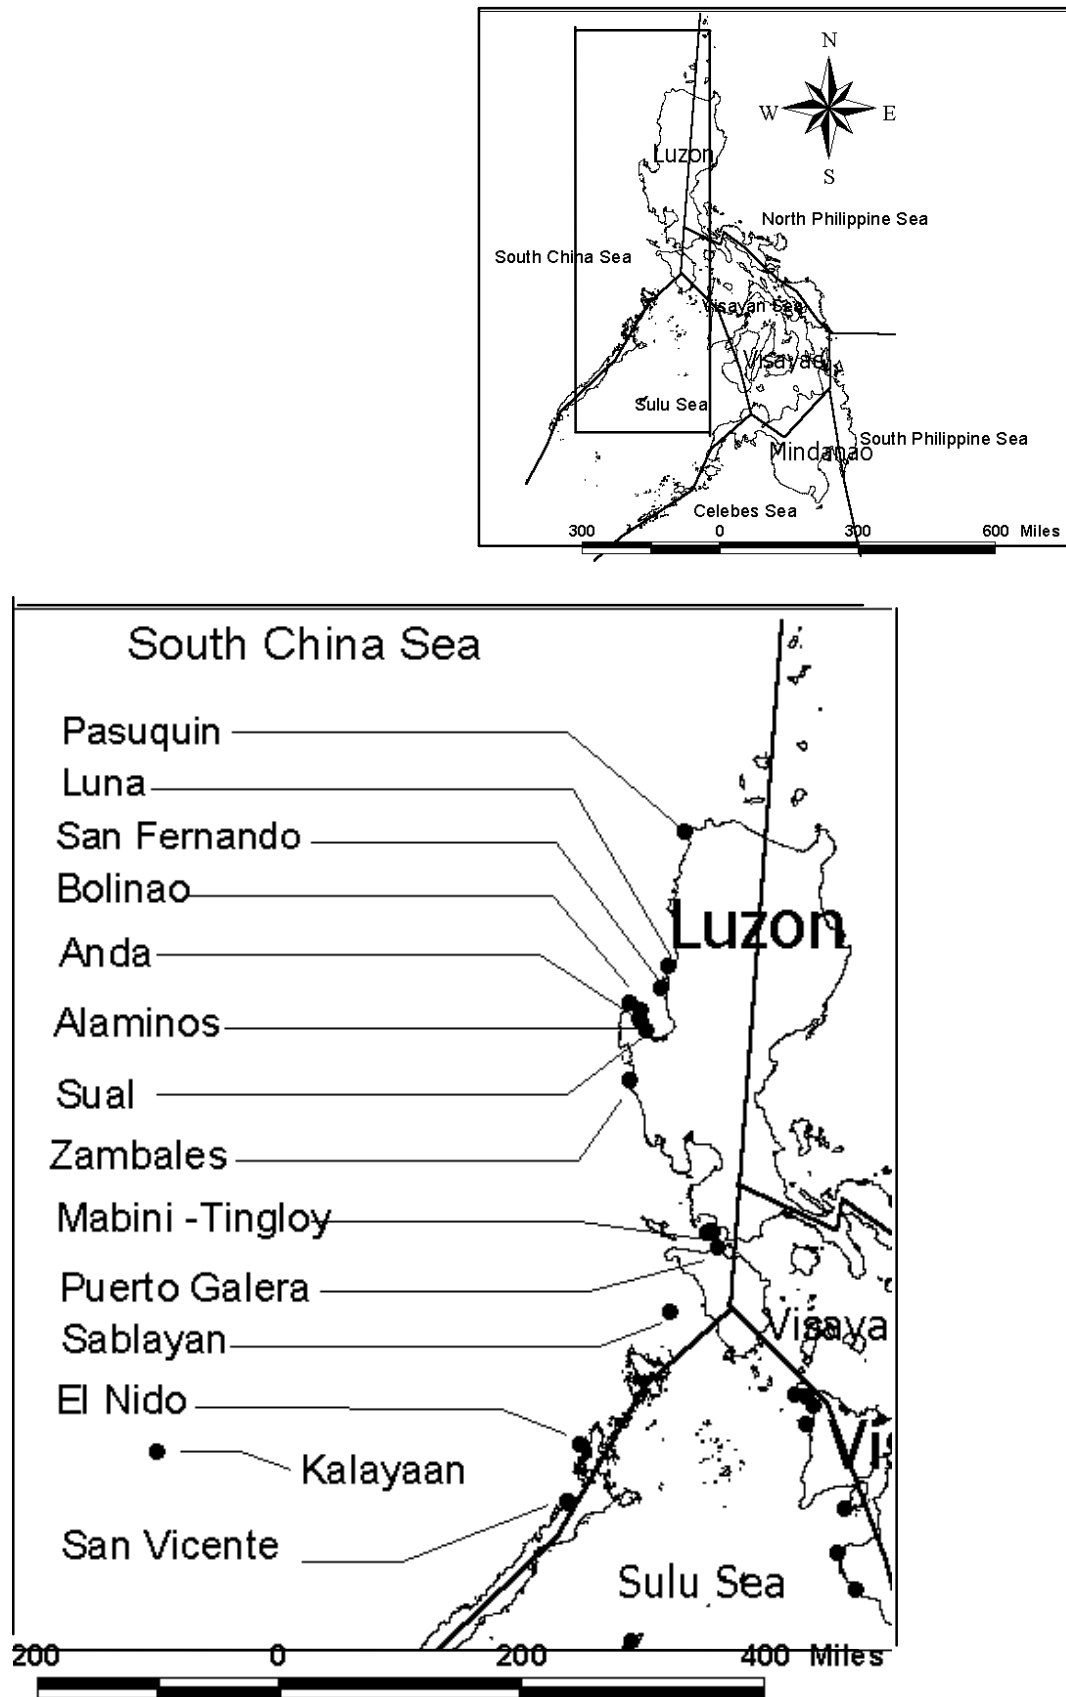 N
W E
S
Luzon
North Philippine Sea
South China Sea
Visayan Sea
Visayas
Sulu Sea
South Philippine Sea
Mindanao
Celebes Sea
300 0 300 600 Miles
South China Sea
Pasuquin
Luna
San Fernando
Bolinao
Luzon
Anda
Alaminos
Sual
Zambales
Mabini -Tingloy
Puerto Galera
Visaya
Sablayan
El Nido
Vis
Kalayaan
San Vicente
Sulu Sea
200 0 200 400 Miles